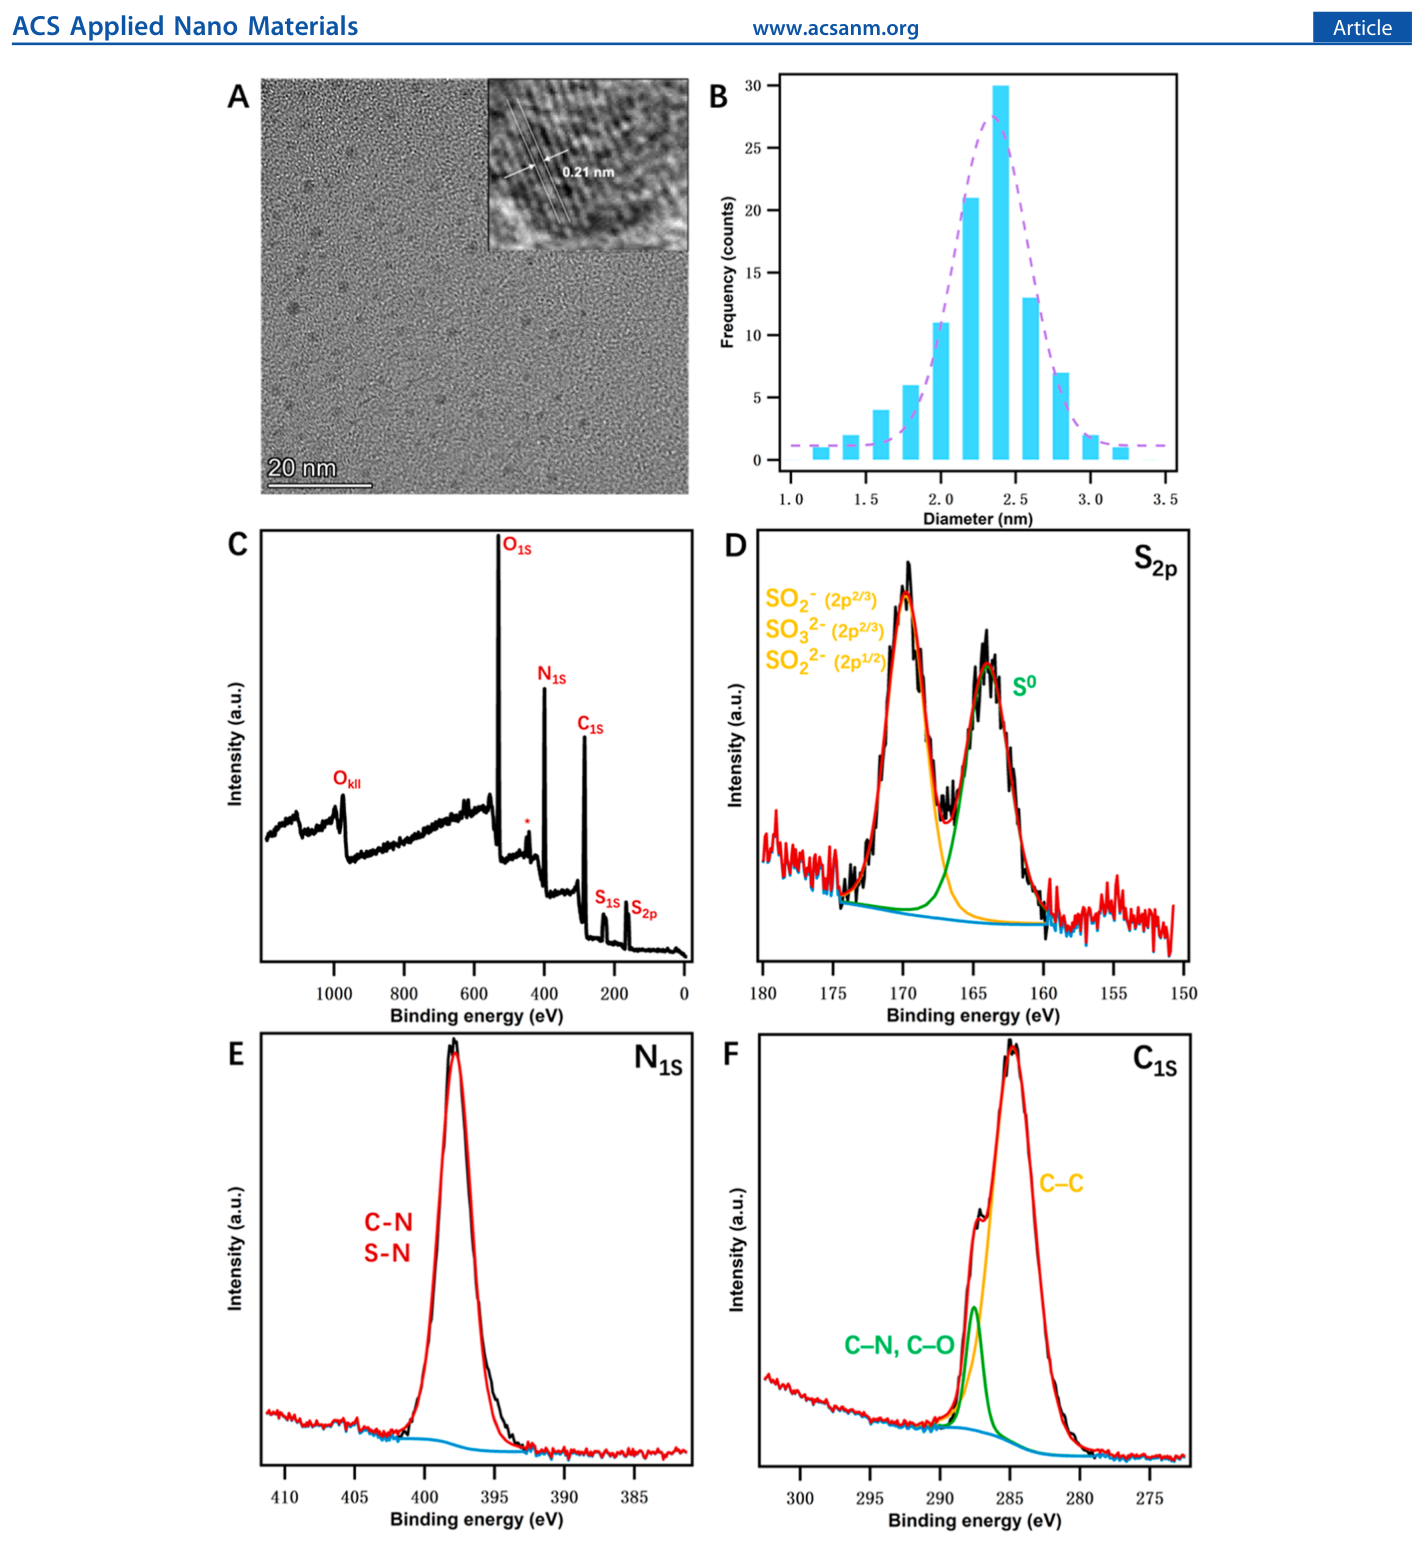 ACS Applied Nano Materials
www.acsanm.org
Article
A
0.21 nm
20 nm
B
Frequency (counts)
30
25
20
15
10
5
0
1.0 1.5 2.0 2.5 3.0 3.5
Diameter (nm)
C
Intensity (a.u.)
O1S
N1S
C1S
Okll
*
S1S
S2p
1000 800 600 400 200 0
Binding energy (eV)
D
S2p
Intensity (a.u.)
SO2- (2p2/3)
SO32- (2p2/3)
SO22- (2p1/2)
S0
180 175 170 165 160 155 150
Binding energy (eV)
E
N1S
Intensity (a.u.)
C-N
S-N
410 405 400 395 390 385
Binding energy (eV)
F
C1S
Intensity (a.u.)
C–C
C–N, C–O
300 295 290 285 280 275
Binding energy (eV)